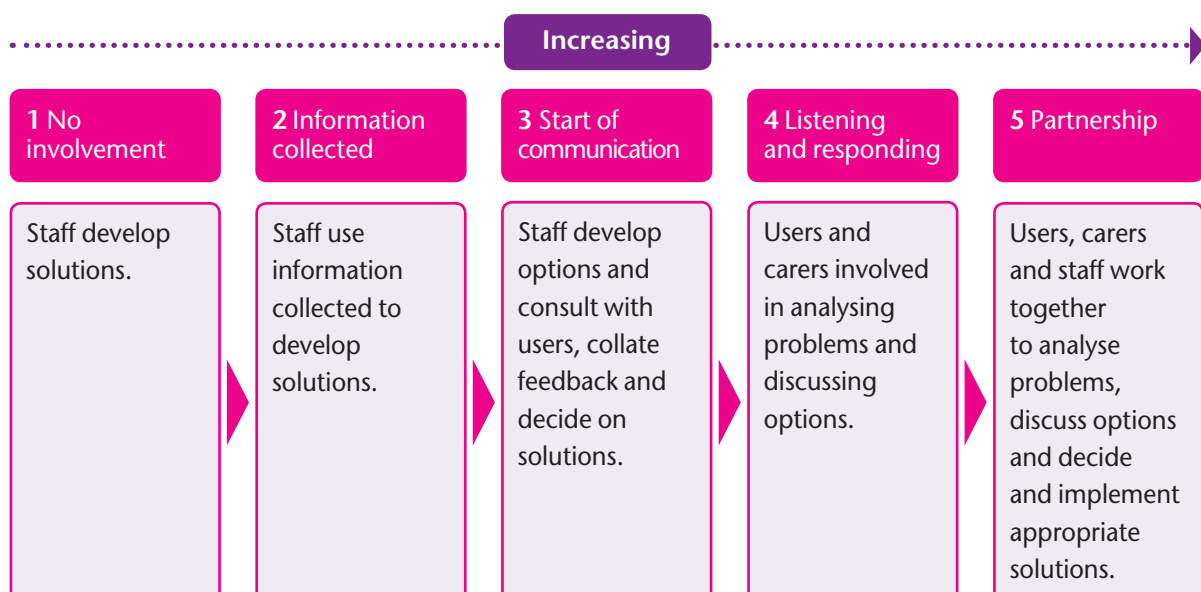 Increasing
1 No
involvement
2 Information
collected
3 Start of
communication
4 Listening
and responding
5 Partnership
Staff develop
solutions.
Staff use
information
collected to
develop
solutions.
Staff develop
options and
consult with
users, collate
feedback and
decide on
solutions.
Users and
carers involved
in analysing
problems and
discussing
options.
Users, carers
and staff work
together
to analyse
problems,
discuss options
and decide
and implement
appropriate
solutions.